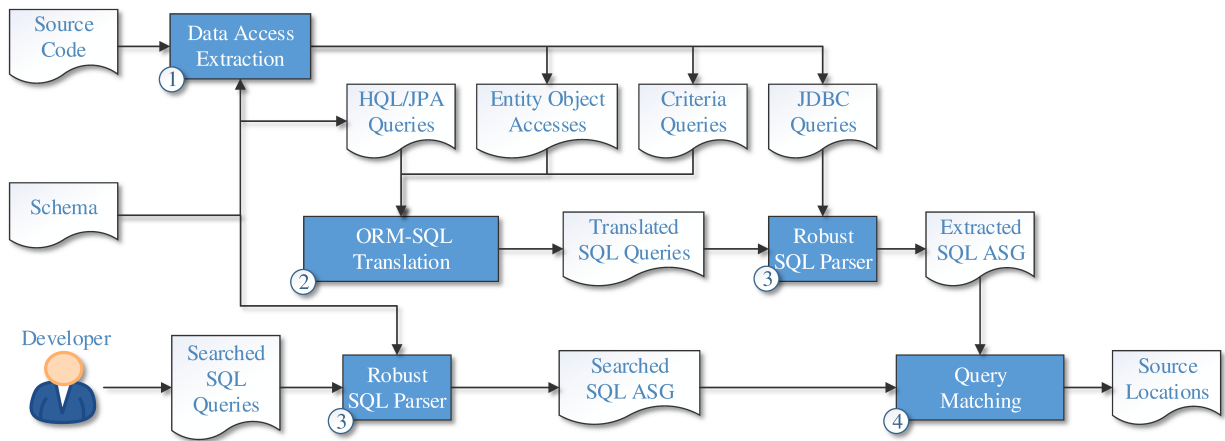 Source
Code
Data Access
Extraction
1
HQL/JPA
Queries
Entity Object
Accesses
Criteria
Queries
JDBC
Queries
Schema
ORM-SQL
Translation
2
Translated
SQL Queries
Robust
SQL Parser
3
Extracted
SQL ASG
Developer
Searched
SQL
Queries
Robust
SQL Parser
3
Searched
SQL ASG
Query
Matching
4
Source
Locations